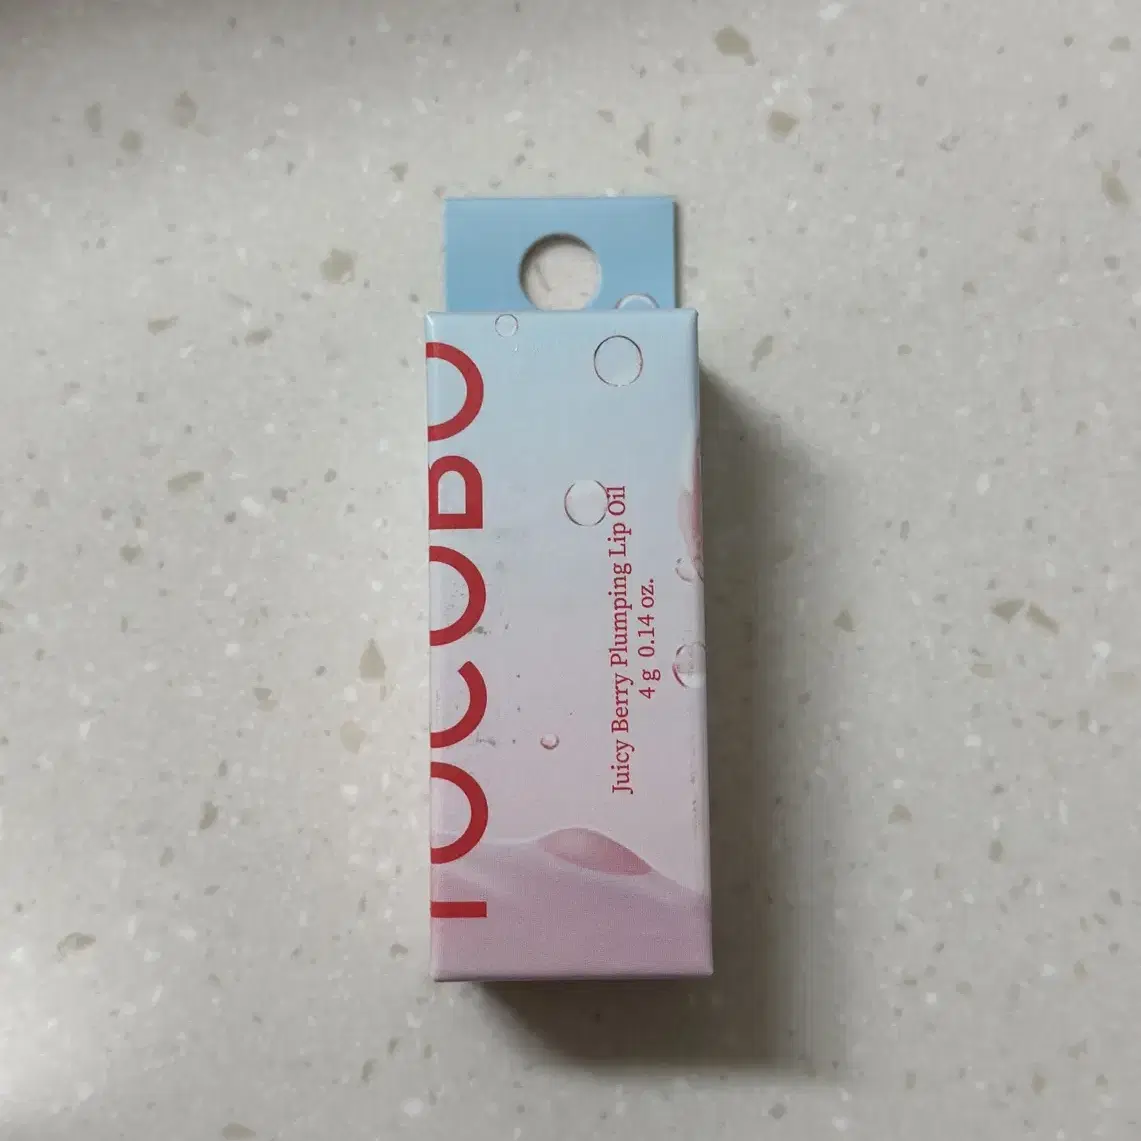 TOCOBO
Juicy Berry Plumping Lip Oil
4 g 0.14 oz.